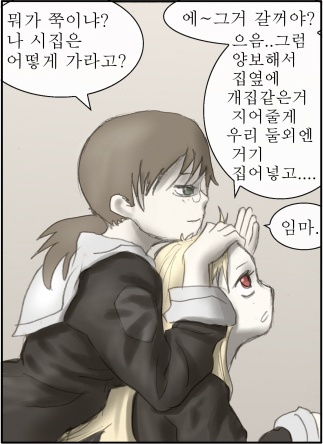 뭐가 쭉이냐?
나 시집은
어떻게 가라고?
에~그거 갈꺼야?
으음..그럼
양보해서
집옆에
개집같은거
지어줄게
우리 둘외엔
거기
집어넣고....
임마.